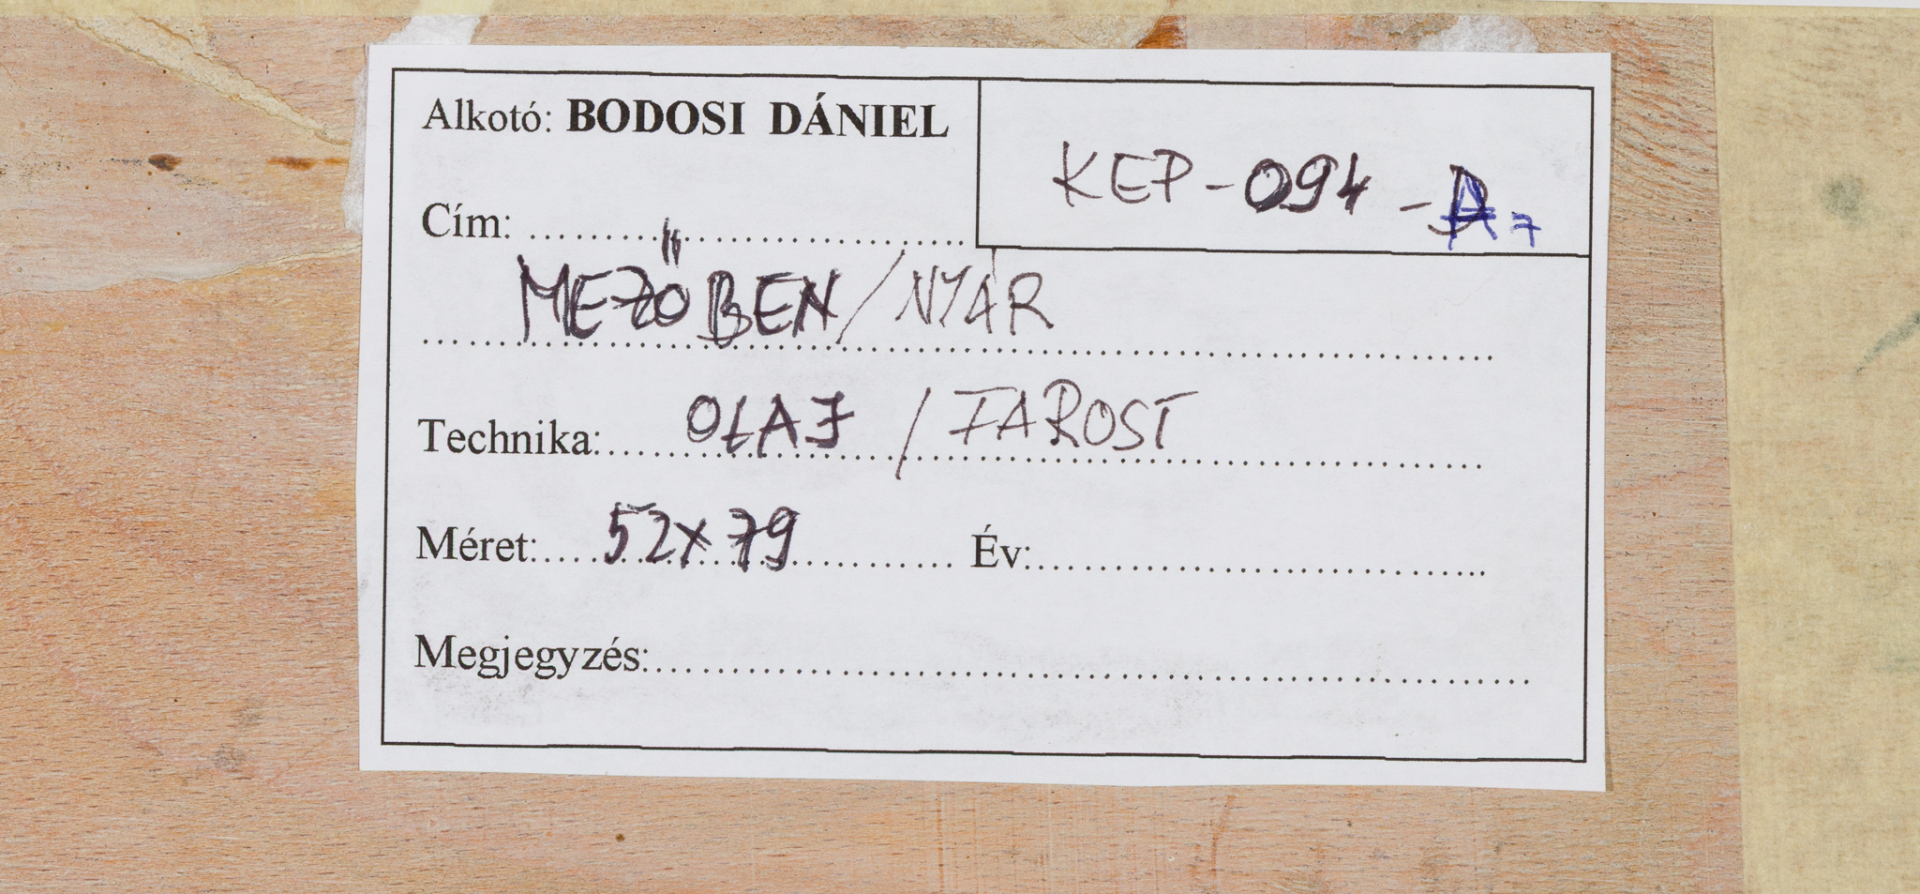 Alkotó: BODOSI DÁNIEL
KEP-094-A7
Cím:
MEZŐBEN/NYÁR
Technika: OLAJ / FAROST
Méret: 52x79 Év:
Megjegyzés: